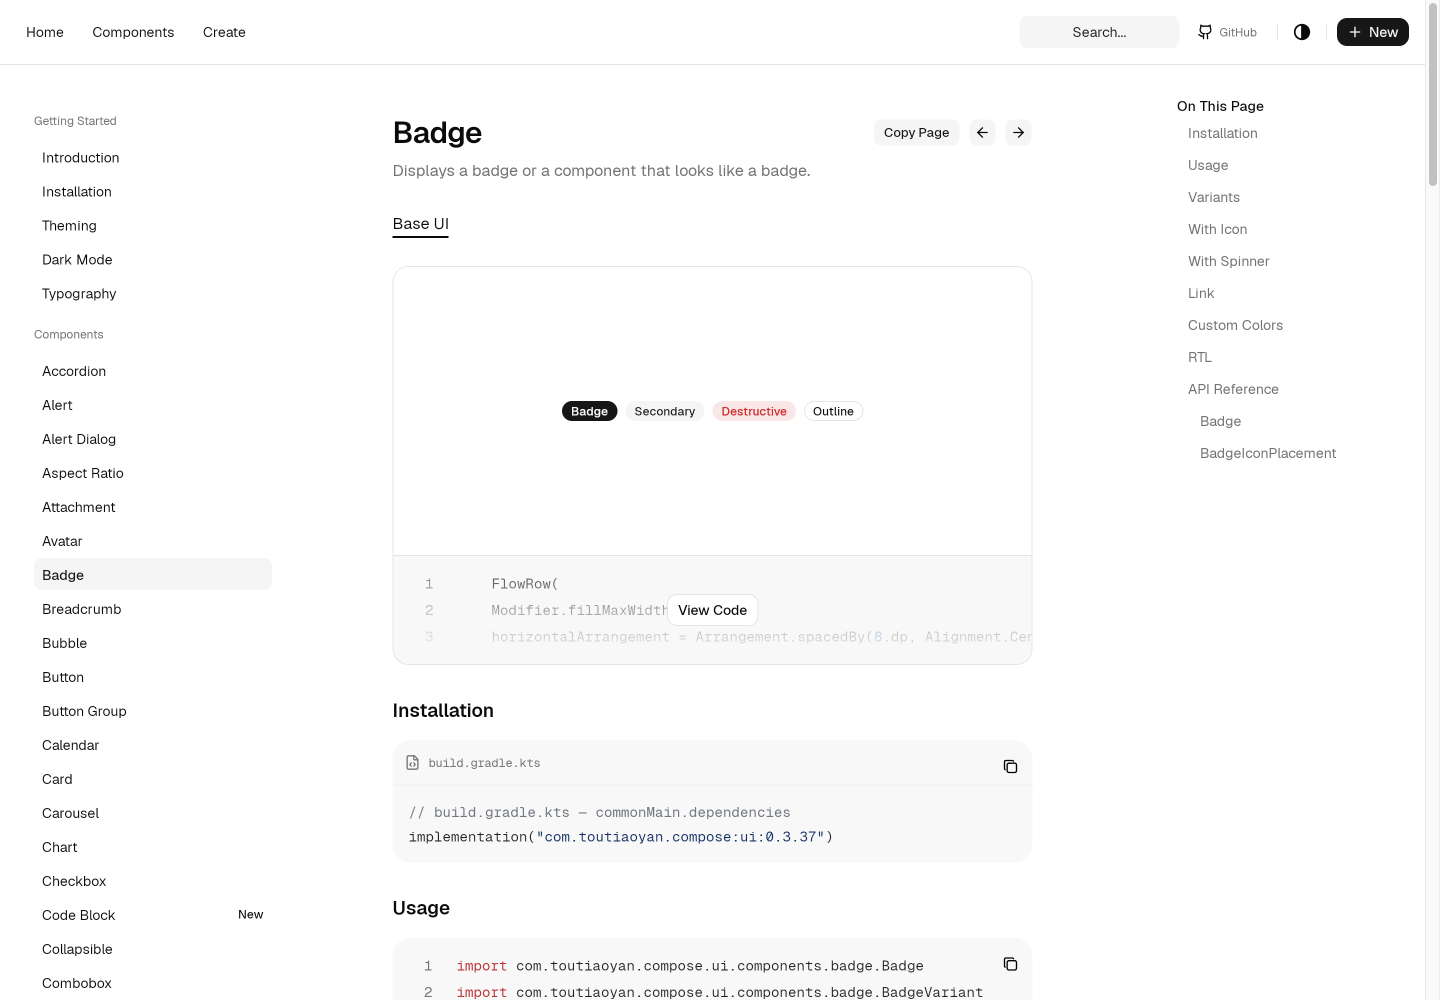 Home Components Create Search... GitHub New
Getting Started
Introduction
Installation
Theming
Dark Mode
Typography
Components
Accordion
Alert
Alert Dialog
Aspect Ratio
Attachment
Avatar
Badge
Breadcrumb
Bubble
Button
Button Group
Calendar
Card
Carousel
Chart
Checkbox
Code Block New
Collapsible
Combobox
Badge
Copy Page
Displays a badge or a component that looks like a badge.
Base UI
Badge Secondary Destructive Outline
1 FlowRow(
2 Modifier.fillMaxWidth
View Code
3 horizontalArrangement = Arrangement.spacedBy(8.dp, Alignment.Cen
Installation
build.gradle.kts
// build.gradle.kts — commonMain.dependencies
implementation("com.toutiaoyan.compose:ui:0.3.37")
Usage
1 import com.toutiaoyan.compose.ui.components.badge.Badge
2 import com.toutiaoyan.compose.ui.components.badge.BadgeVariant
On This Page
Installation
Usage
Variants
With Icon
With Spinner
Link
Custom Colors
RTL
API Reference
Badge
BadgeIconPlacement